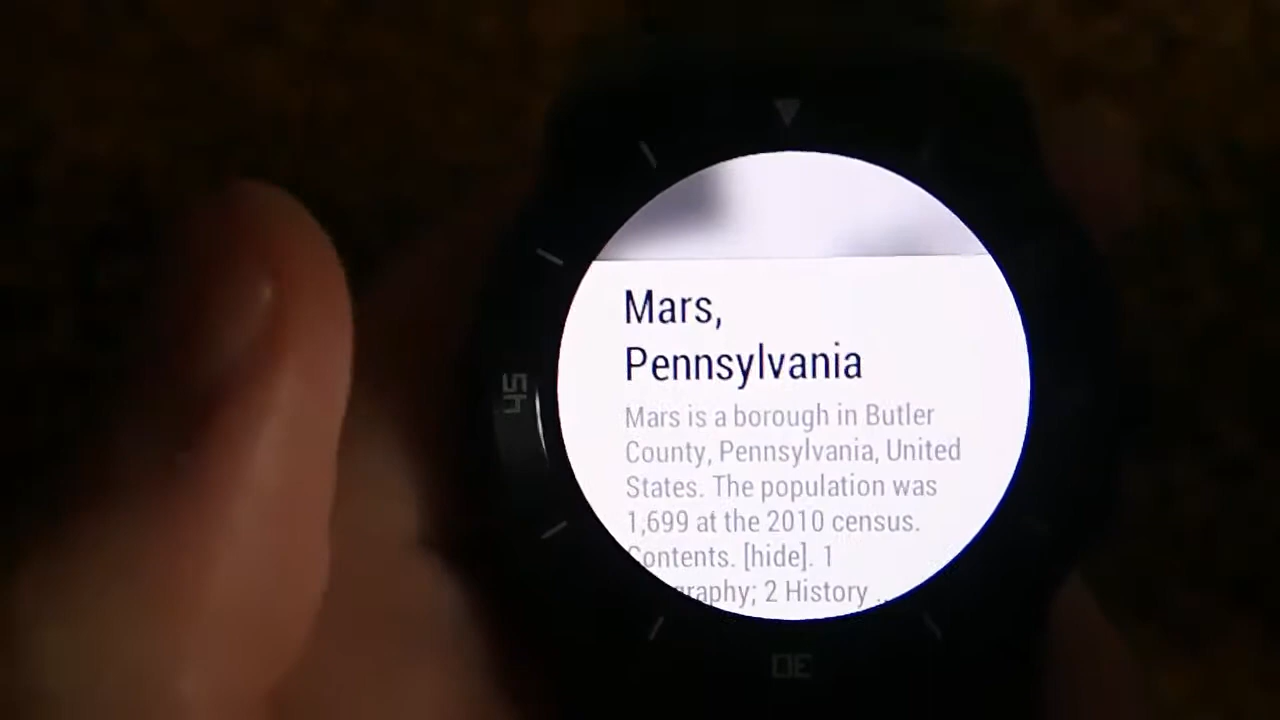 Mars,
Pennsylvania
Mars is a borough in Butler
County, Pennsylvania, United
States. The population was
1,699 at the 2010 census.
Contents. [hide]. 1
graphy; 2 History ...
45
30